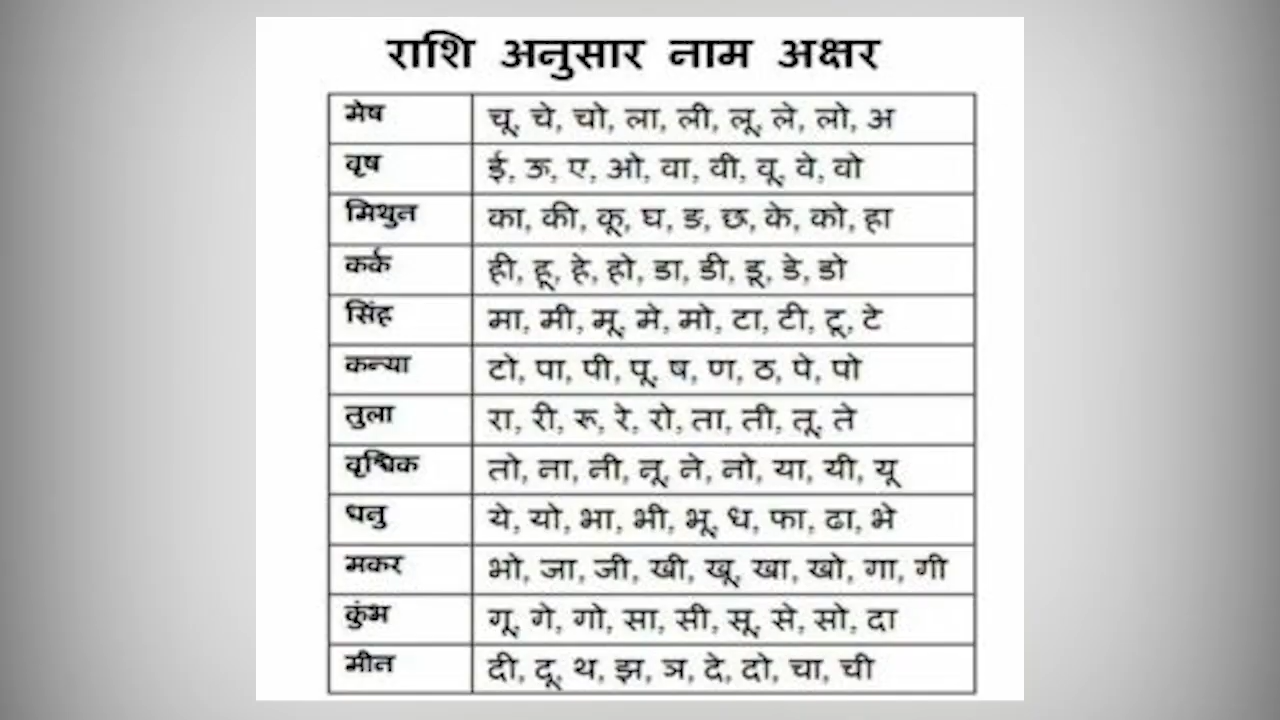 राशि अनुसार नाम अक्षर
मेष चू, चे, चो, ला, ली, लू, ले, लो, अ
वृष ई, ऊ, ए, ओ, वा, वी, वू, वे, वो
मिथुन का, की, कू, घ, ङ, छ, के, को, हा
कर्क ही, हू, हे, हो, डा, डी, डू, डे, डो
सिंह मा, मी, मू, मे, मो, टा, टी, टू, टे
कन्या टो, पा, पी, पू, ष, ण, ठ, पे, पो
तुला रा, री, रू, रे, रो, ता, ती, तू, ते
वृश्चिक तो, ना, नी, नू, ने, नो, या, यी, यू
धनु ये, यो, भा, भी, भू, ध, फा, ढा, भे
मकर भो, जा, जी, खी, खू, खा, खो, गा, गी
कुंभ गू, गे, गो, सा, सी, सू, से, सो, दा
मीन दी, दू, थ, झ, ञ, दे, दो, चा, ची